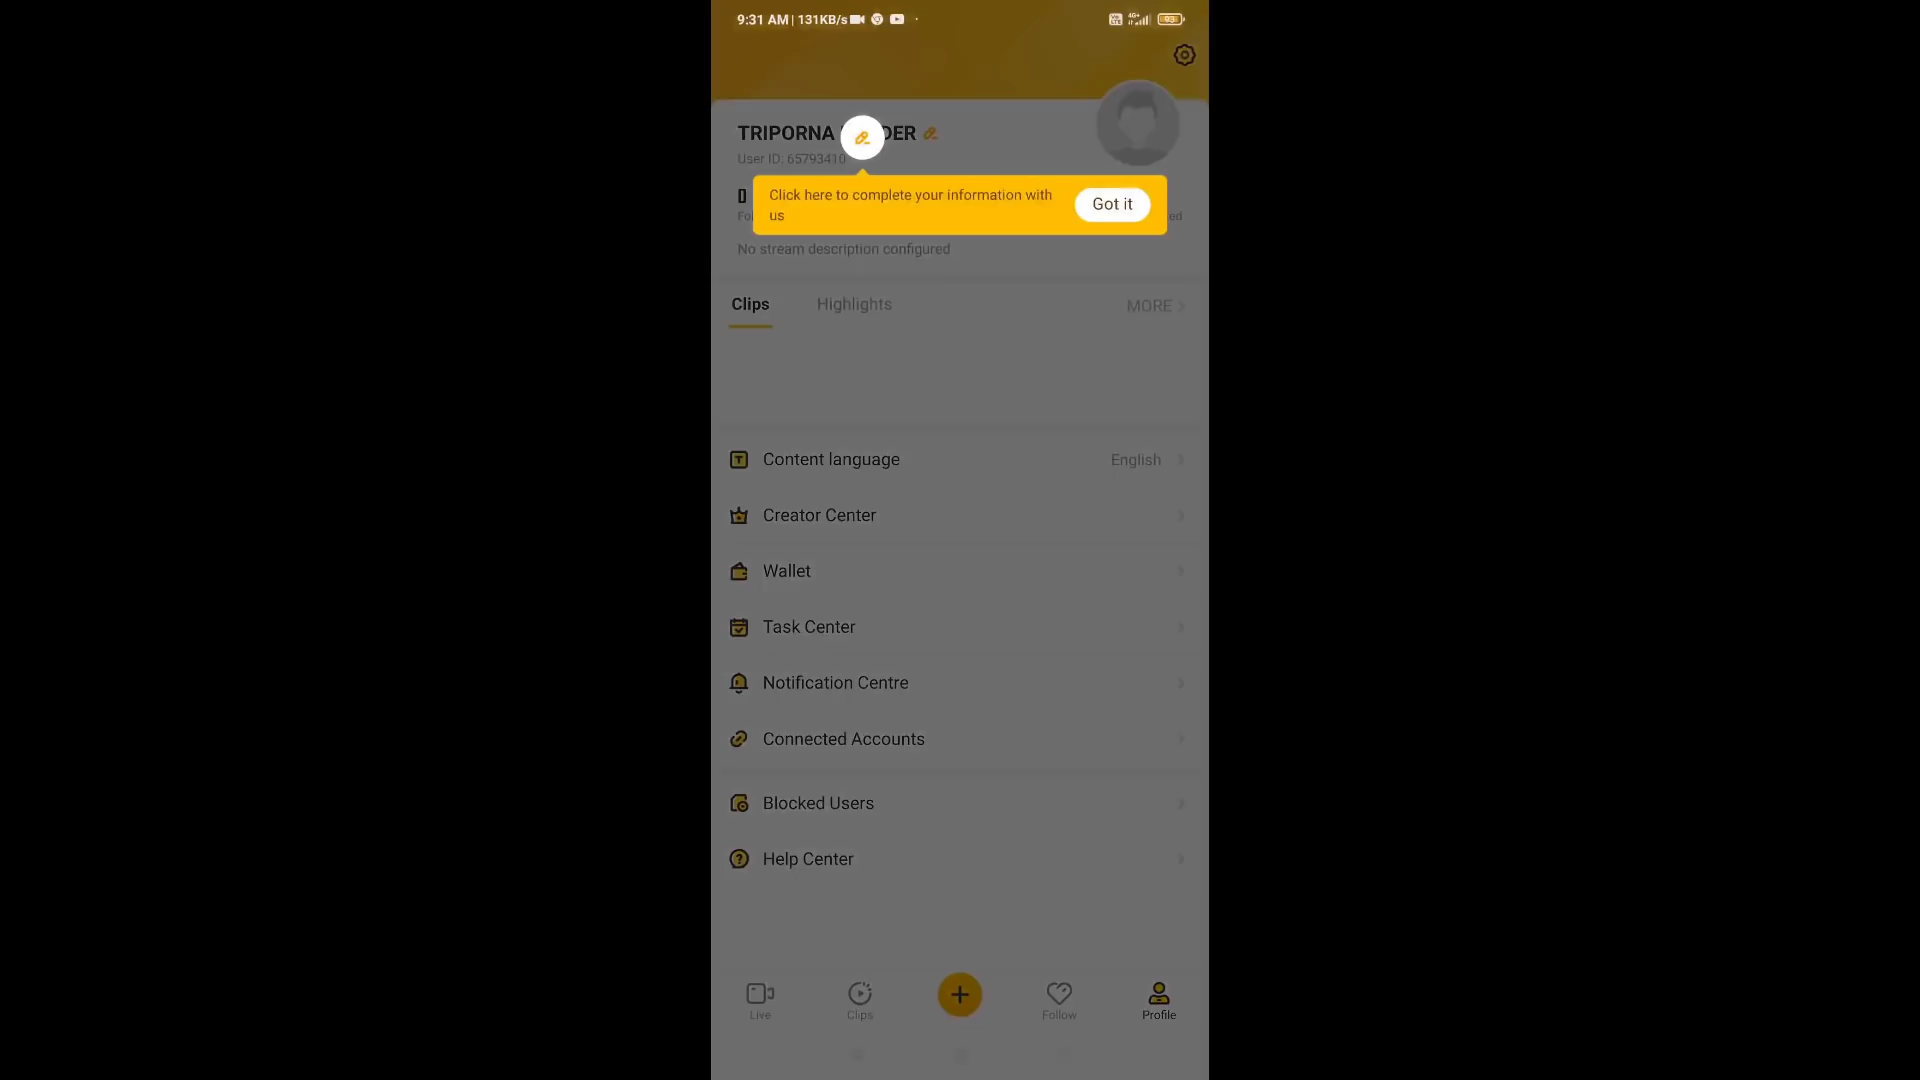 9:31 AM | 131KB/s
93
TRIPORNA DER
User ID: 65793410
Click here to complete your information with
us
Got it
No stream description configured
Clips
Highlights
MORE
Content language
English
Creator Center
Wallet
Task Center
Notification Centre
Connected Accounts
Blocked Users
Help Center
Live
Clips
Follow
Profile